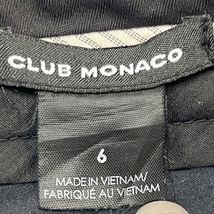 CLUB MONACO
6
MADE IN VIETNAM/
FABRIQUÉ AU VIETNAM